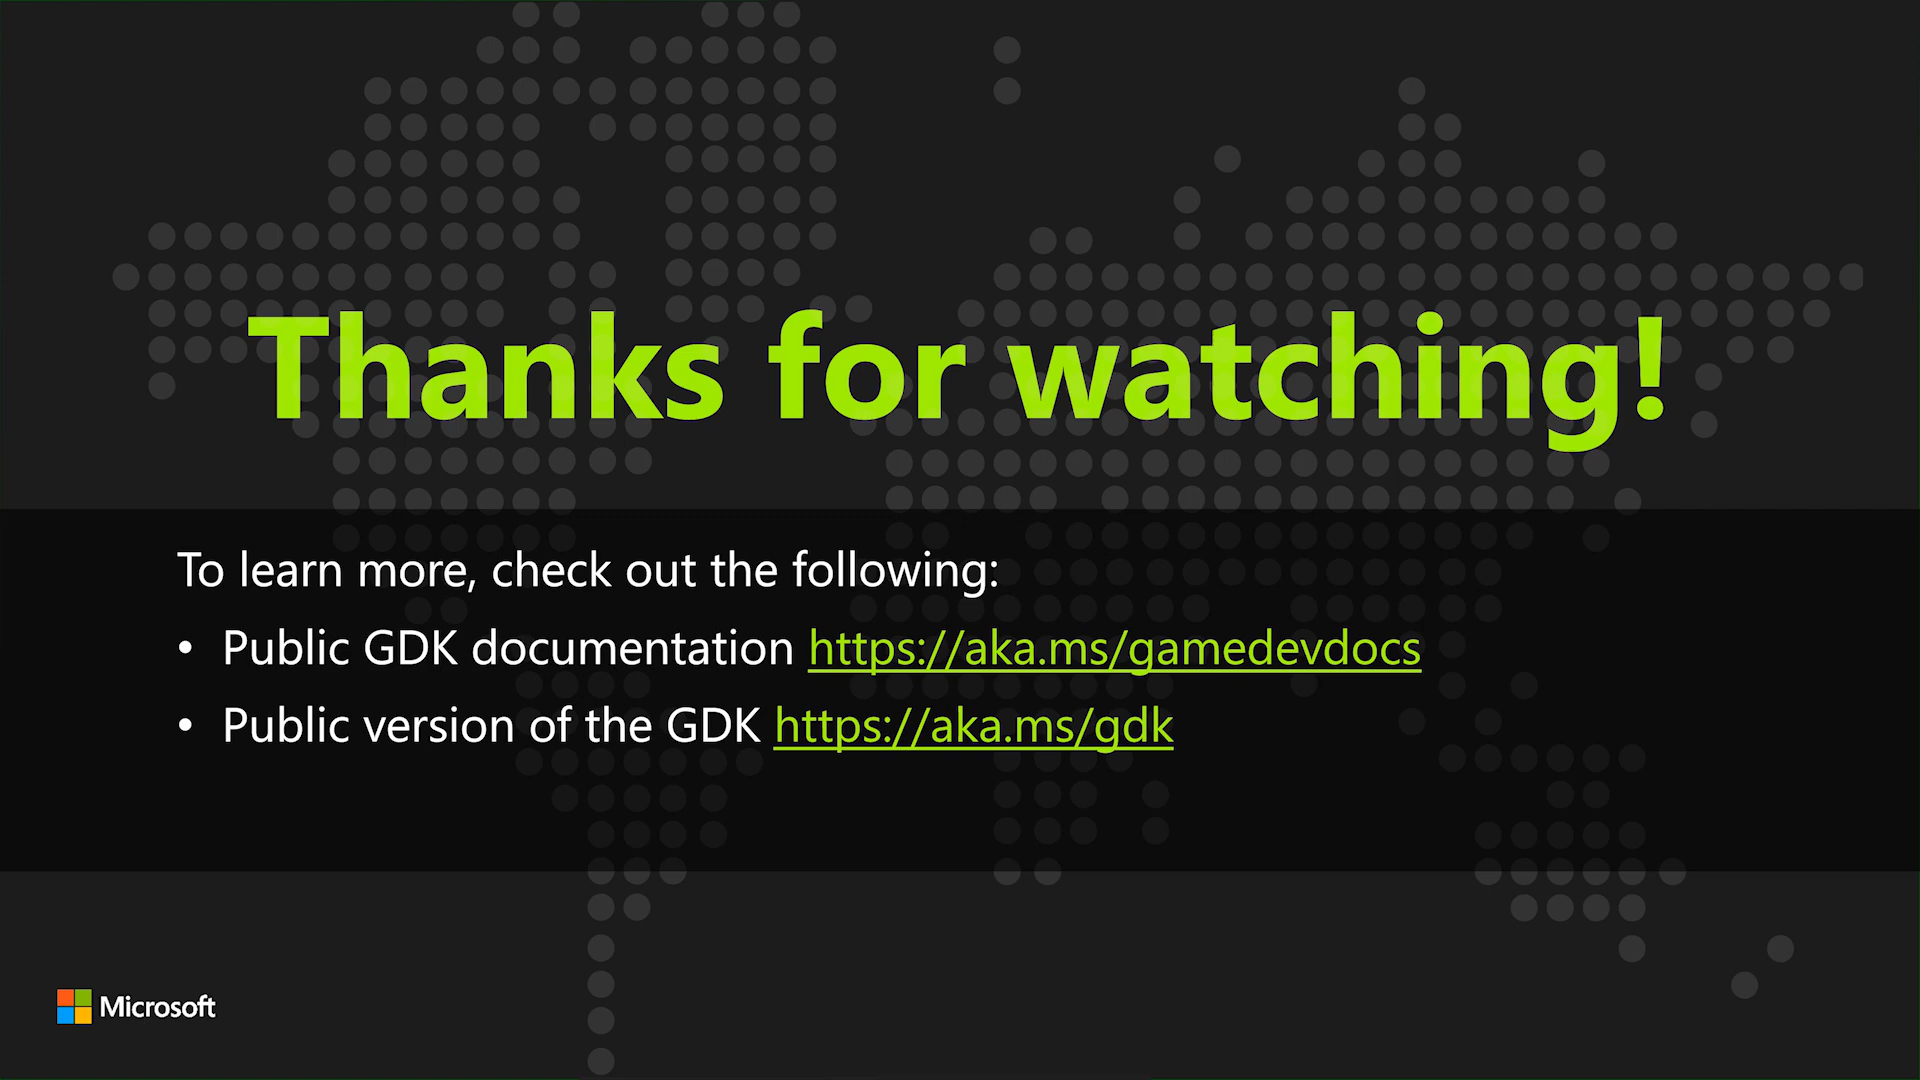 Thanks for watching!
To learn more, check out the following:
• Public GDK documentation https://aka.ms/gamedevdocs
• Public version of the GDK https://aka.ms/gdk
Microsoft